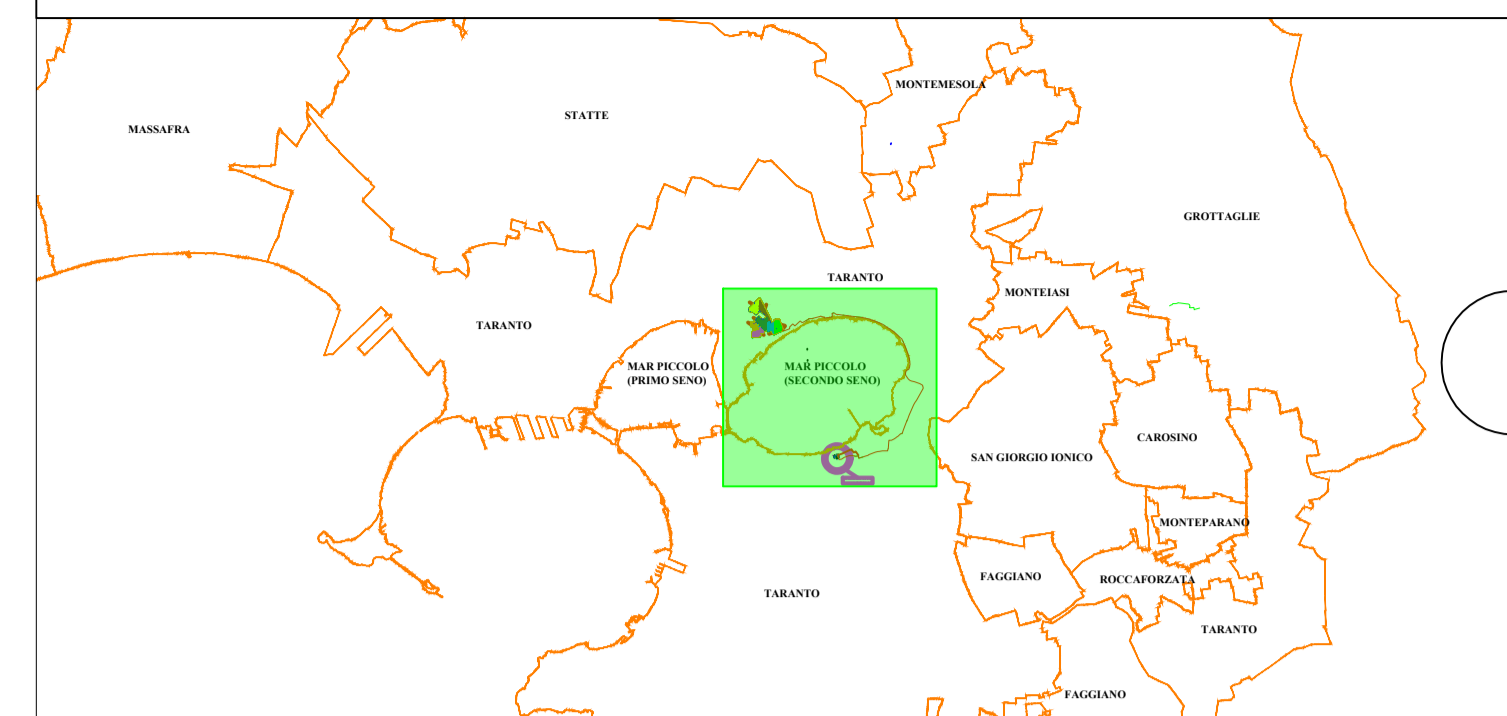 MONTEMESOLA
STATTE
MASSAFRA
GROTTAGLIE
TARANTO
MONTEIASI
TARANTO
MAR PICCOLO
(PRIMO SENO)
MAR PICCOLO
(SECONDO SENO)
CAROSINO
SAN GIORGIO IONICO
MONTEPARANO
FAGGIANO
ROCCAFORZATA
TARANTO
TARANTO
FAGGIANO